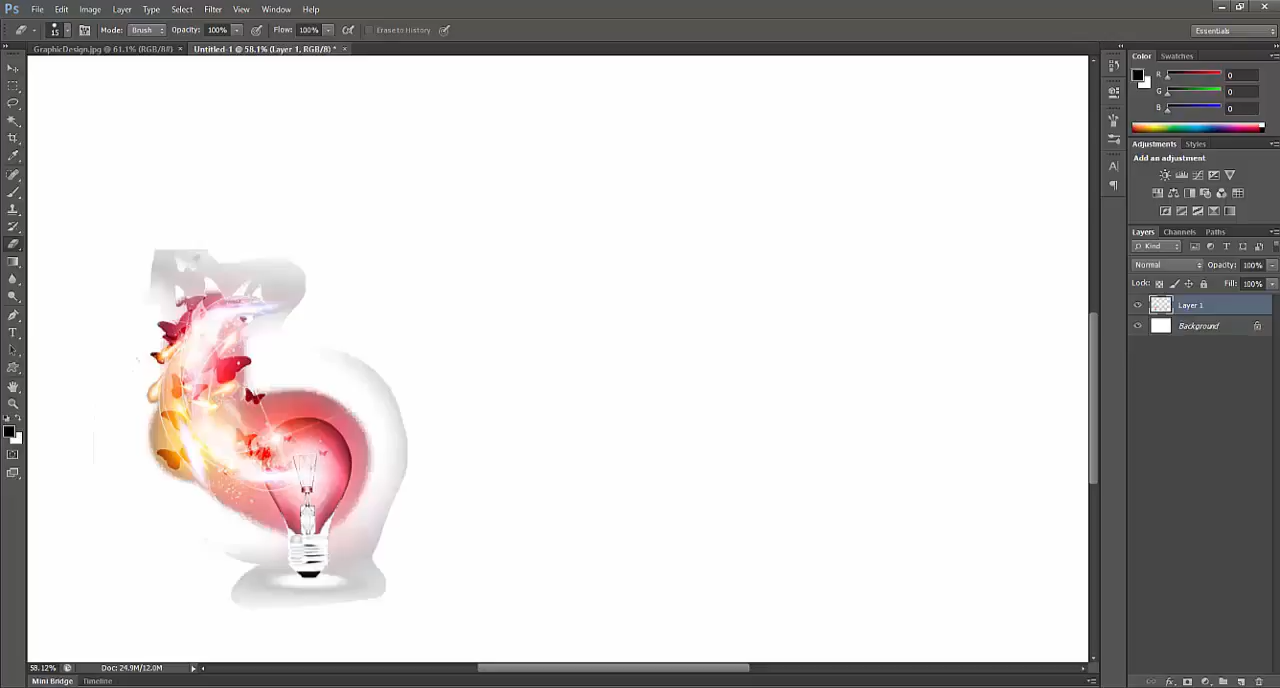 Ps File Edit Image Layer Type Select Filter View Window Help
15 Mode: Brush Opacity: 100% Flow: 100% Erase to History Essentials
GraphicDesign.jpg @ 61.1% (RGB/8#) × Untitled-1 @ 58.1% (Layer 1, RGB/8) * ×
Color Swatches
R 0
G 0
B 0
Adjustments Styles
Add an adjustment
Layers Channels Paths
Kind
Normal Opacity: 100%
Lock: Fill: 100%
Layer 1
Background
58.12% Doc: 24.9M/12.0M
Mini Bridge Timeline